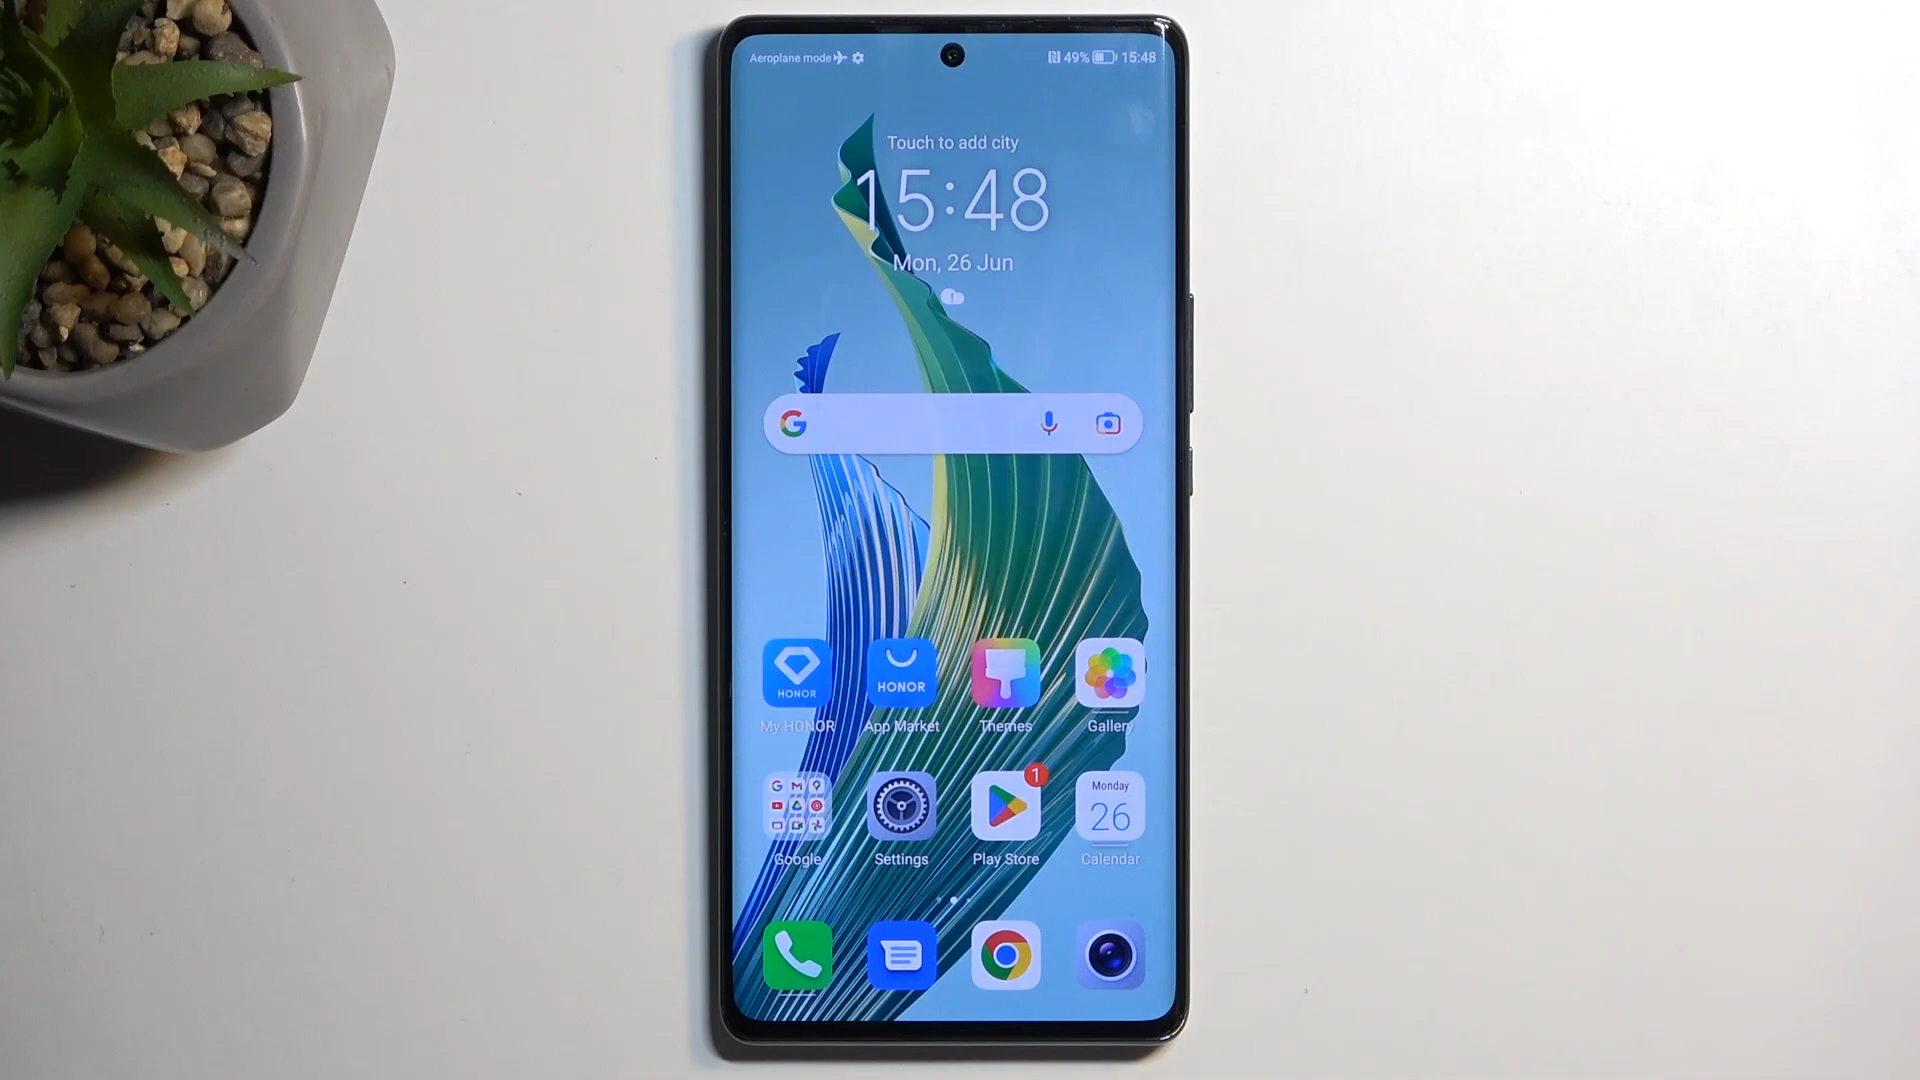 Aeroplane mode
49% 15:48
Touch to add city
15:48
Mon, 26 Jun
HONOR
HONOR
My HONOR App Market Themes Gallery
1
Monday
26
Google Settings Play Store Calendar